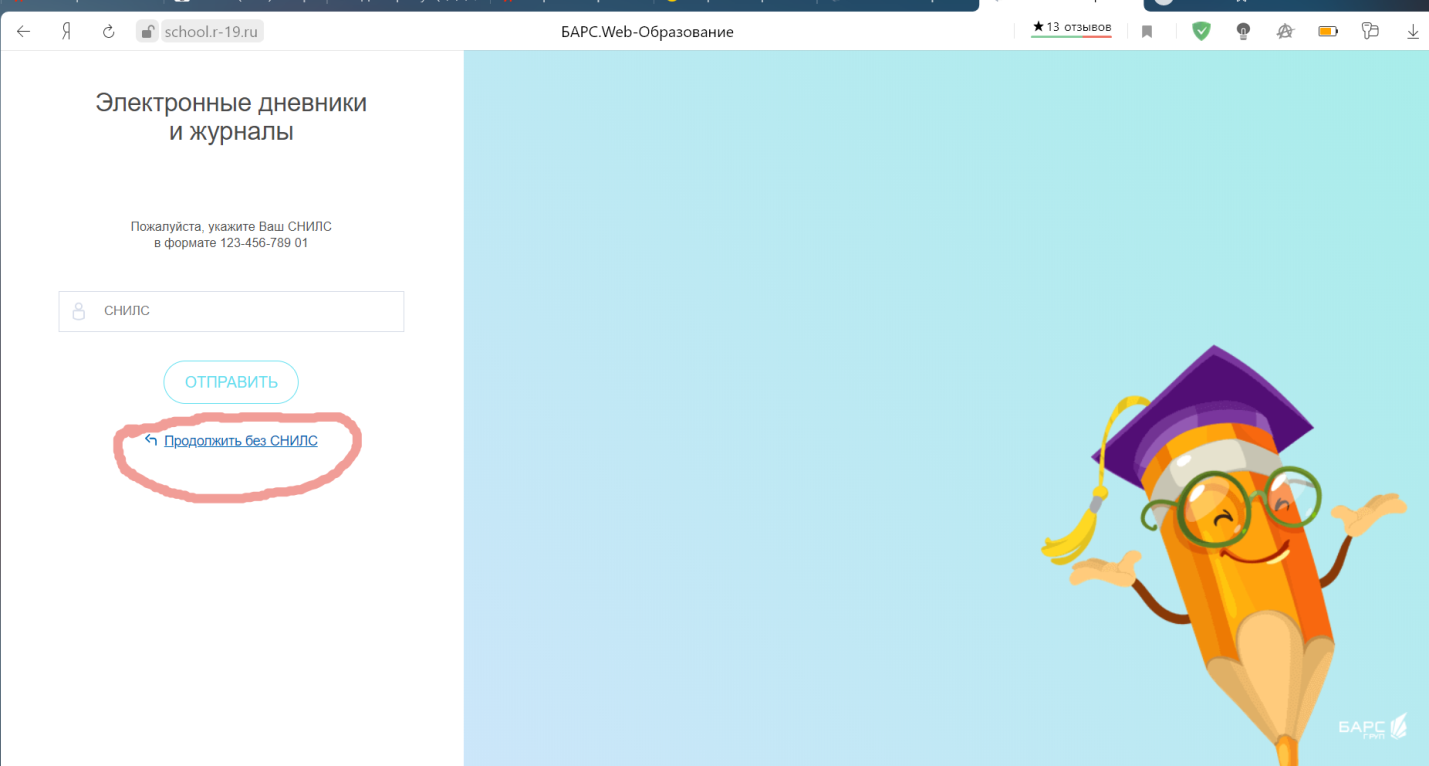 Я
school.r-19.ru
БАРС.Web-Образование
★13 отзывов
Электронные дневники
и журналы
Пожалуйста, укажите Ваш СНИЛС
в формате 123-456-789 01
СНИЛС
ОТПРАВИТЬ
Продолжить без СНИЛС
БАРС
ГРУП